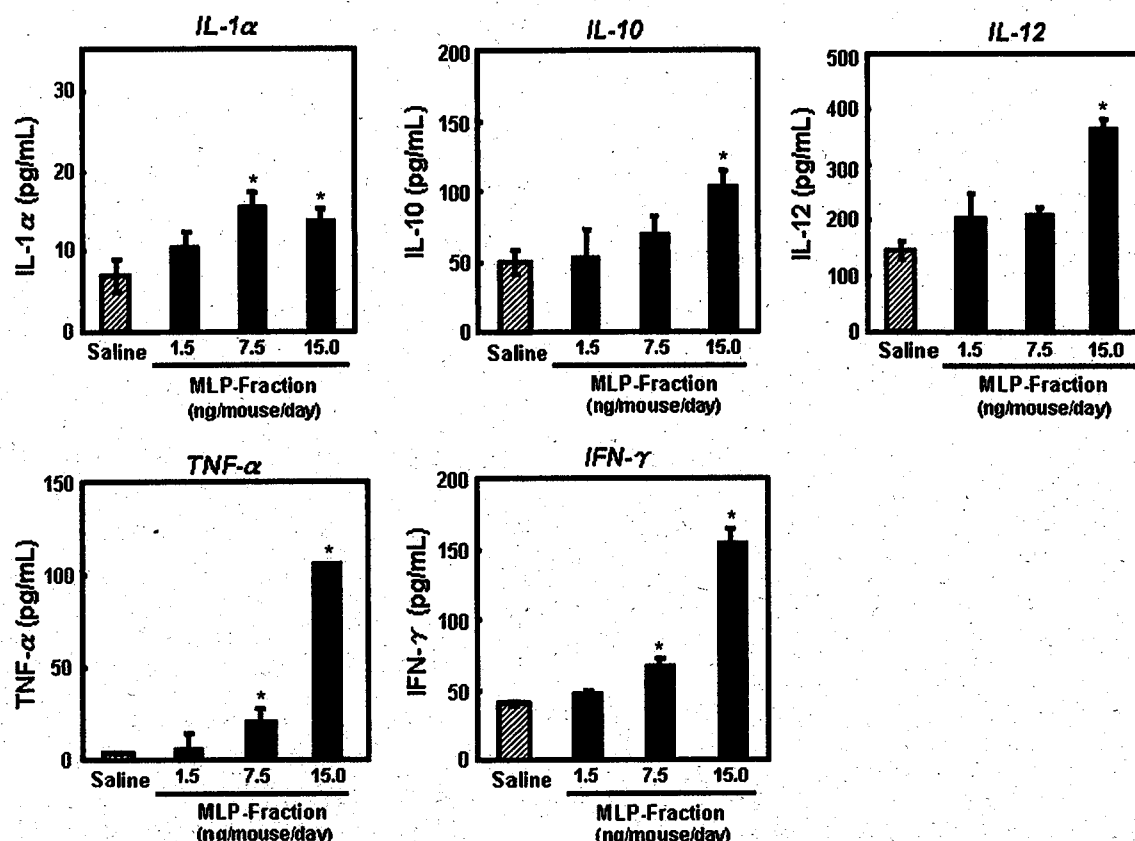 IL-1α
IL-1α (pg/mL)
30
20
10
0
*
*
Saline
1.5
7.5
15.0
MLP-Fraction
(ng/mouse/day)
IL-10
IL-10 (pg/mL)
200
150
100
50
0
*
Saline
1.5
7.5
15.0
MLP-Fraction
(ng/mouse/day)
IL-12
IL-12 (pg/mL)
500
400
300
200
100
0
*
Saline
1.5
7.5
15.0
MLP-Fraction
(ng/mouse/day)
TNF-α
TNF-α (pg/mL)
150
100
50
0
*
*
Saline
1.5
7.5
15.0
MLP-Fraction
(ng/mouse/day)
IFN-γ
IFN-γ (pg/mL)
200
150
100
50
0
*
*
Saline
1.5
7.5
15.0
MLP-Fraction
(ng/mouse/day)